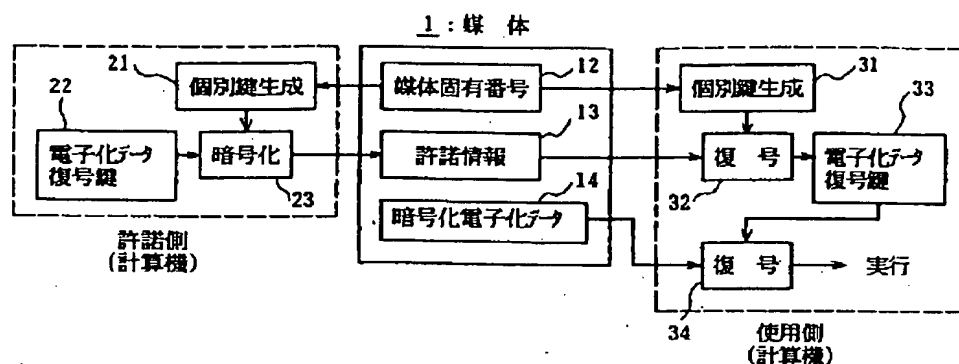 1：媒 体
21
22
個別鍵生成
電子化データ
復号鍵
暗号化
23
許諾側
(計算機)
12
媒体固有番号
13
許諾情報
14
暗号化電子化データ
31
個別鍵生成
33
復 号
32
電子化データ
復号鍵
復 号
実行
34
使用側
(計算機)